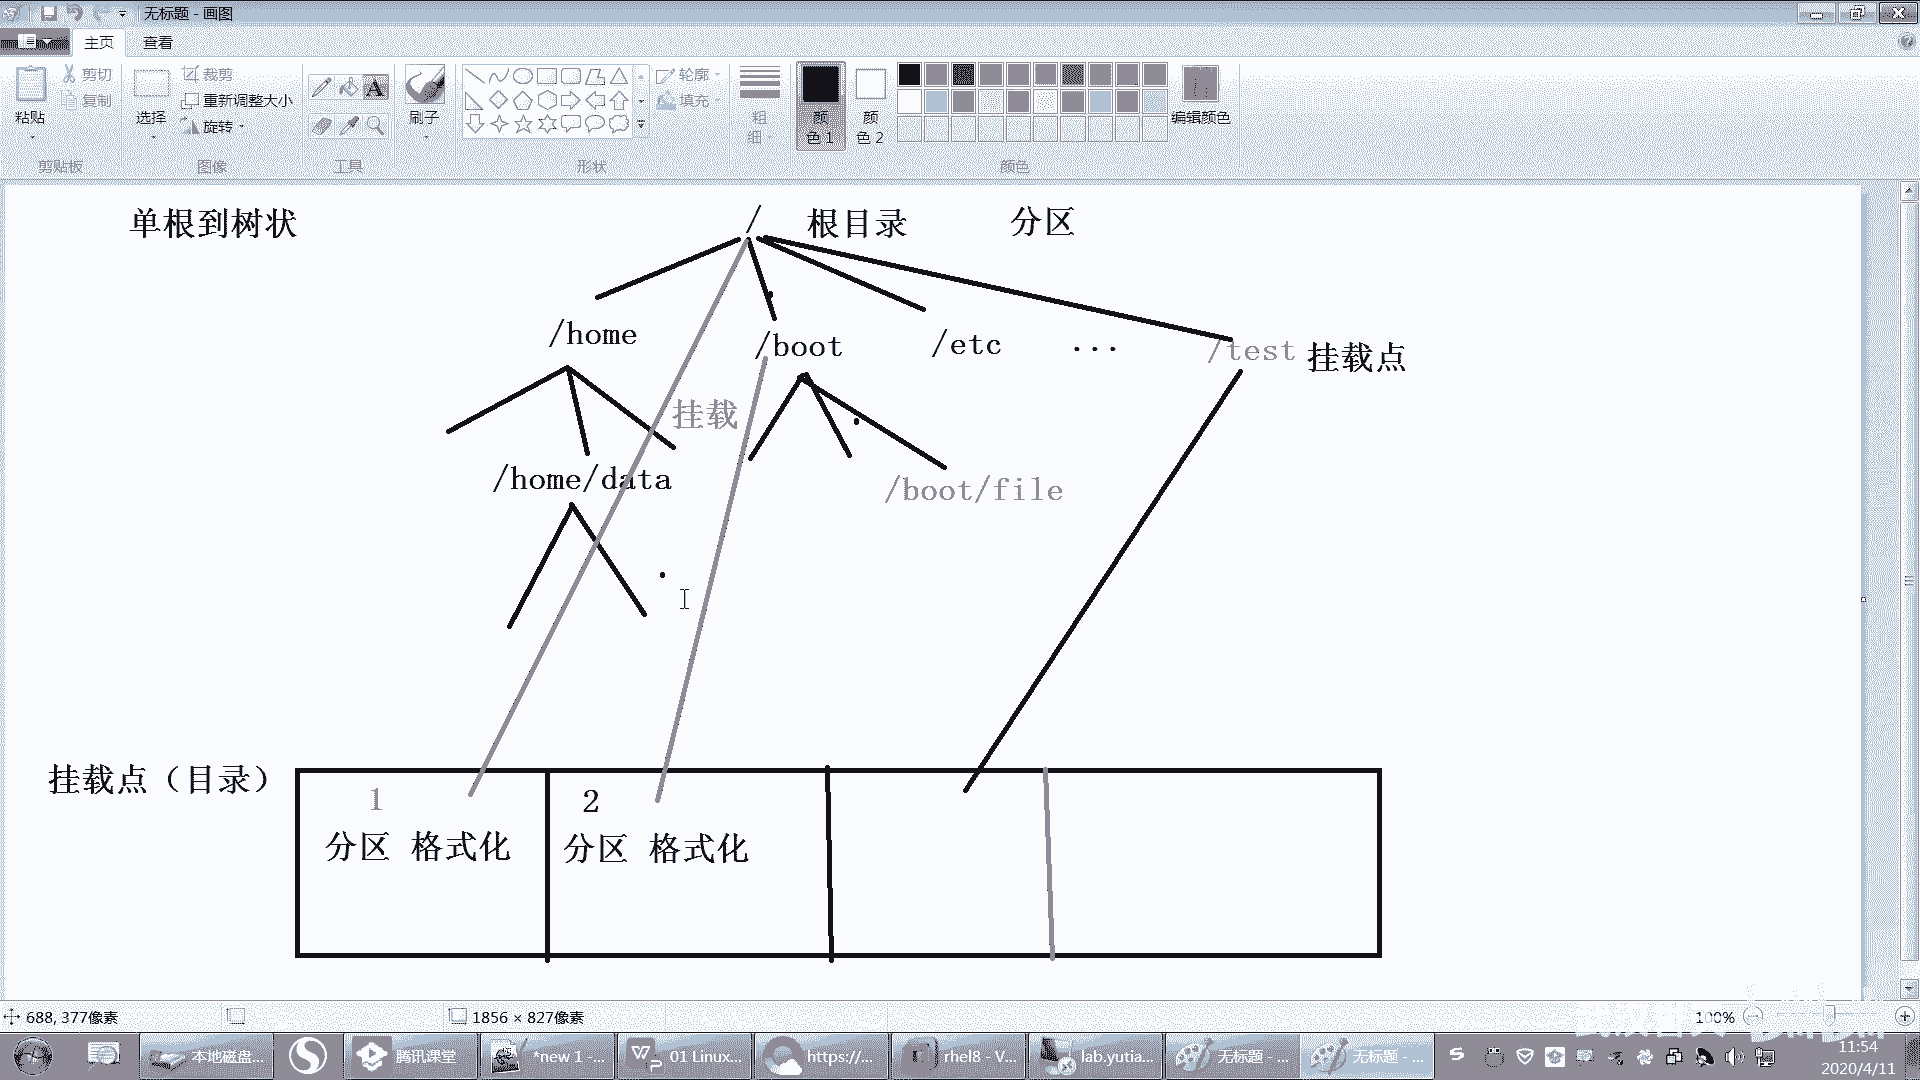 无标题 - 画图
主页 查看
粘贴 剪切 复制 选择 裁剪 重新调整大小 旋转 刷子 轮廓 填充 粗细 颜色 1 颜色 2 编辑颜色
剪贴板 图像 工具 形状 颜色
单根到树状 / 根目录 分区
/home /boot /etc ... /test 挂载点
挂载
/home/data /boot/file
挂载点（目录）
1 2
分区 格式化 分区 格式化
688, 377像素 1856 × 827像素 100%
本地磁盘... 腾讯课堂 *new 1 -... 01 Linux... https://... rhel8 - V... lab.yutia... 无标题 - ... 无标题 - ...
11:54
2020/4/11